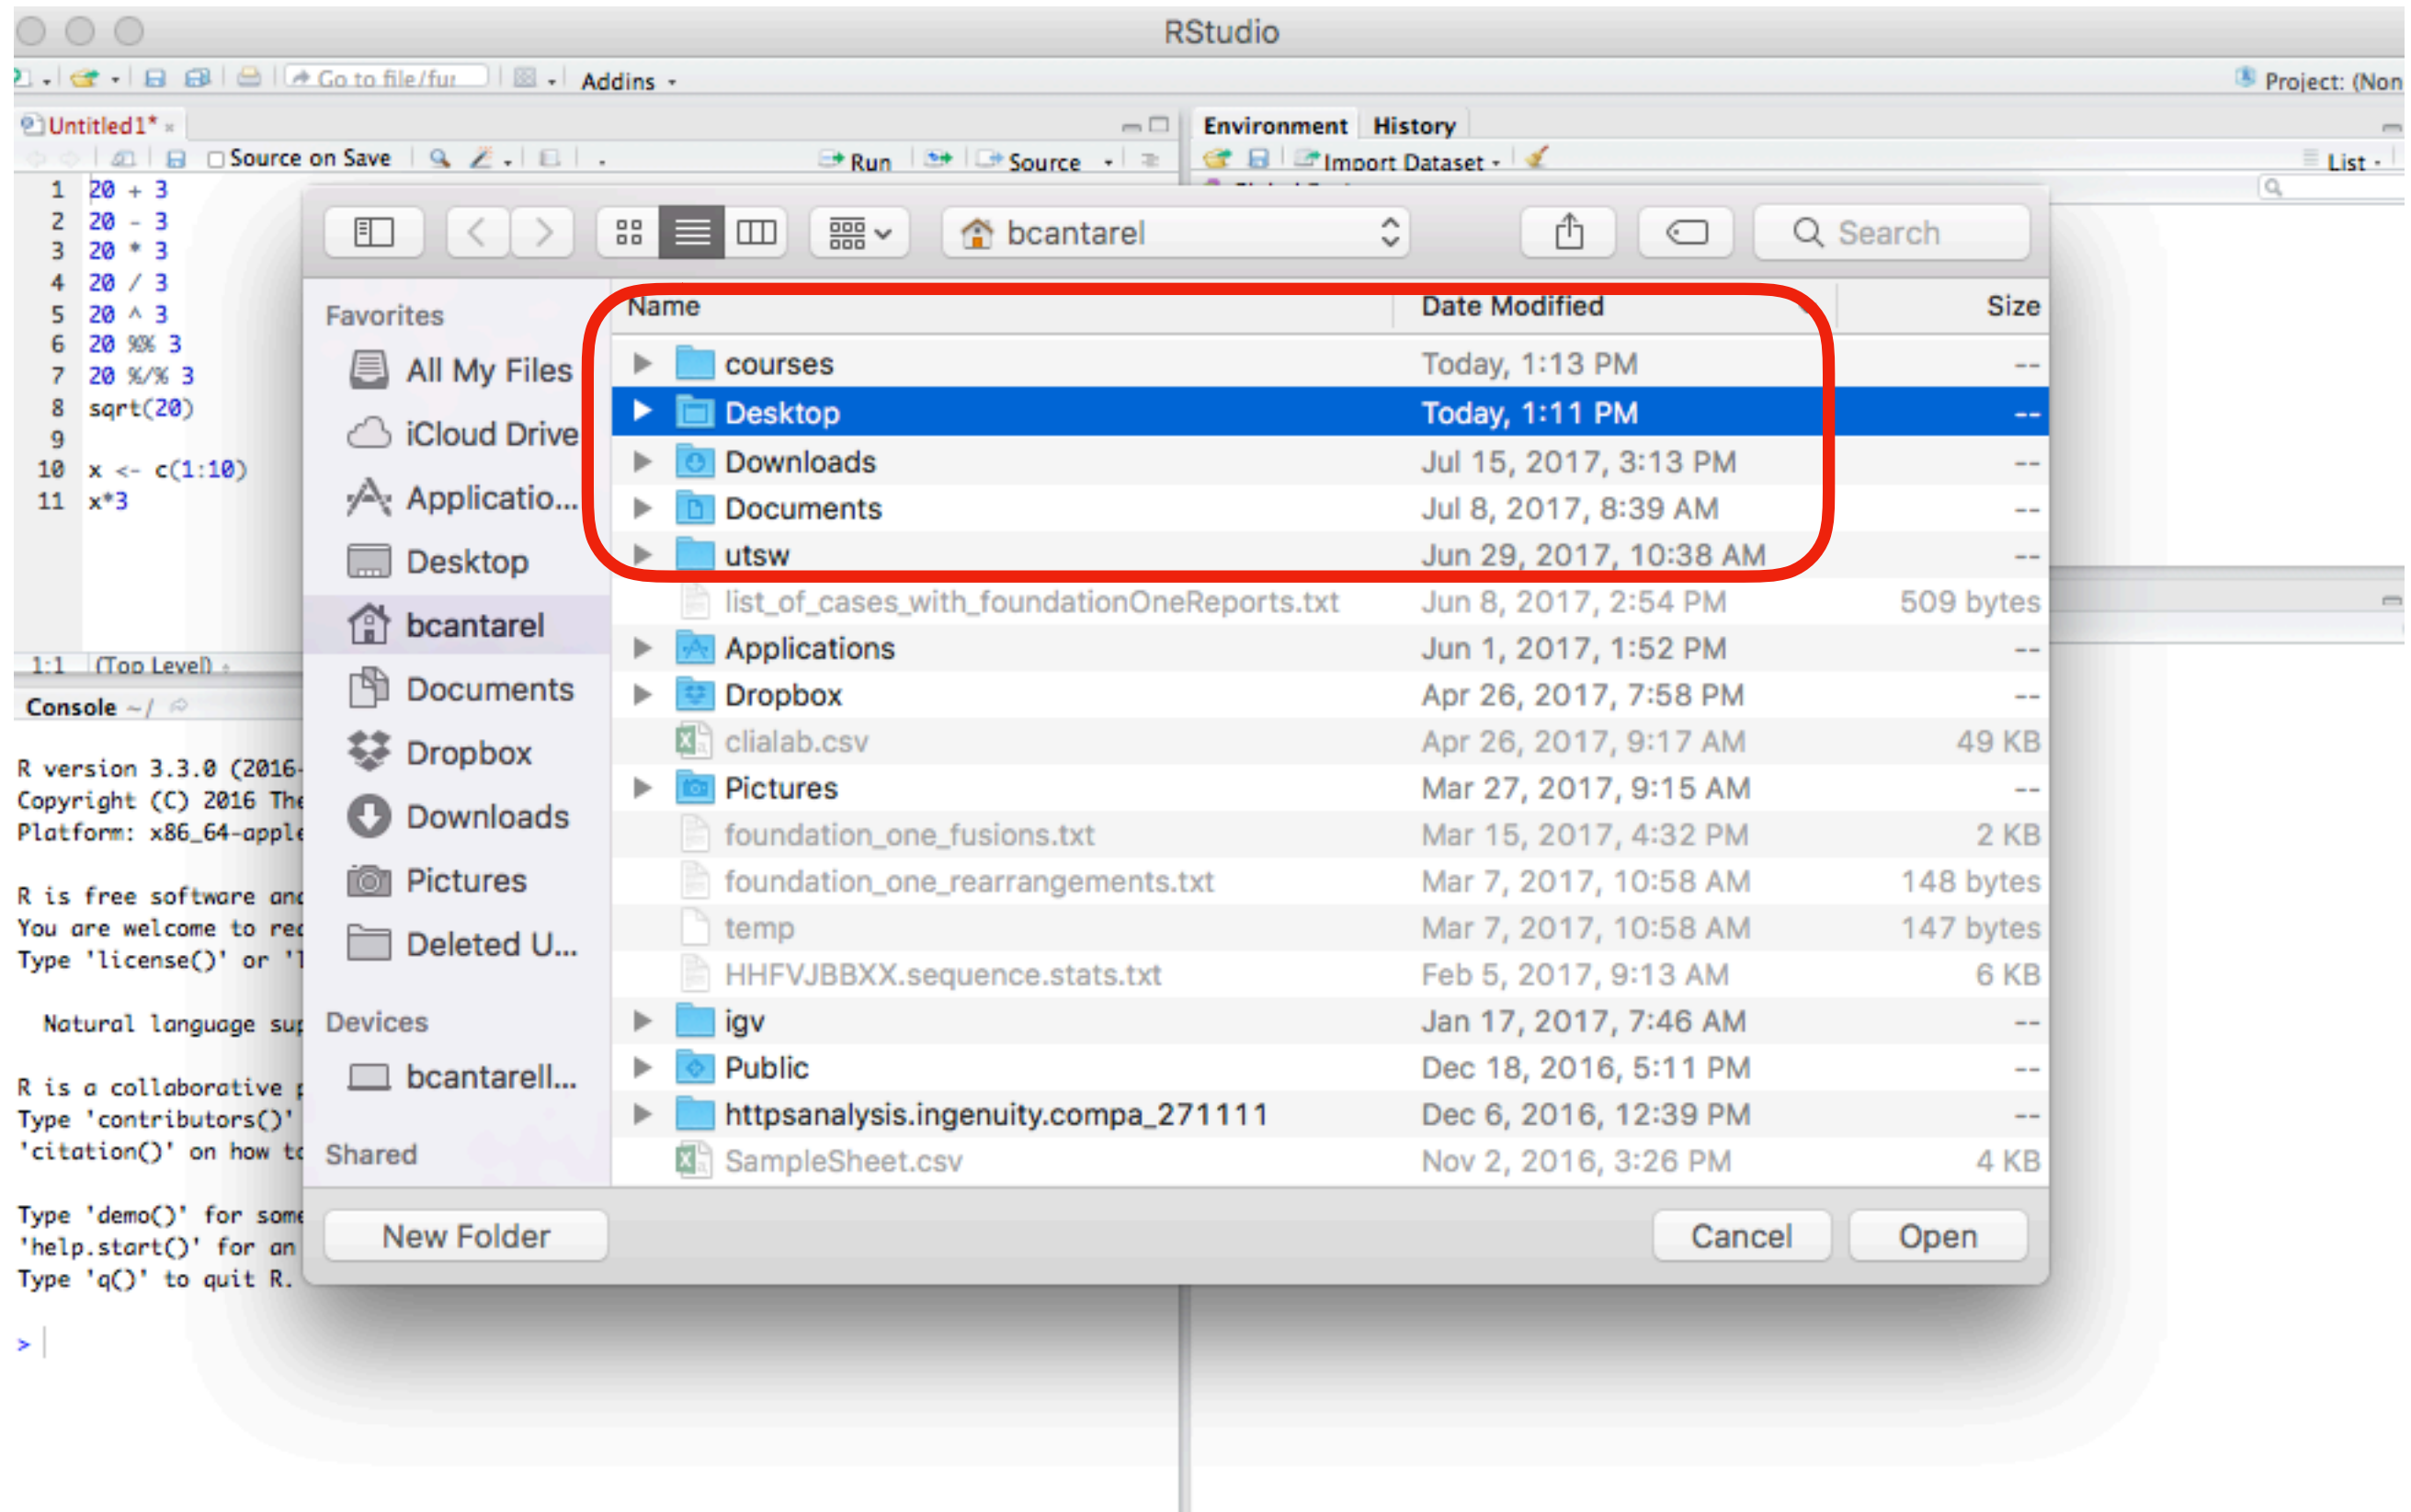 RStudio
Go to file/fur
Addins
Project: (Non
Untitled1*
Source on Save
Run
Source
1 20 + 3
2 20 - 3
3 20 * 3
4 20 / 3
5 20 ^ 3
6 20 %% 3
7 20 %/% 3
8 sqrt(20)
9
10 x <- c(1:10)
11 x*3
1:1 (Top Level)
Environment History
Import Dataset
List
bcantarel
Search
Favorites
All My Files
iCloud Drive
Applicatio...
Desktop
bcantarel
Documents
Dropbox
Downloads
Pictures
Deleted U...
Devices
bcantarell...
Shared
Name Date Modified Size
courses Today, 1:13 PM --
Desktop Today, 1:11 PM --
Downloads Jul 15, 2017, 3:13 PM --
Documents Jul 8, 2017, 8:39 AM --
utsw Jun 29, 2017, 10:38 AM --
list_of_cases_with_foundationOneReports.txt Jun 8, 2017, 2:54 PM 509 bytes
Applications Jun 1, 2017, 1:52 PM --
Dropbox Apr 26, 2017, 7:58 PM --
clialab.csv Apr 26, 2017, 9:17 AM 49 KB
Pictures Mar 27, 2017, 9:15 AM --
foundation_one_fusions.txt Mar 15, 2017, 4:32 PM 2 KB
foundation_one_rearrangements.txt Mar 7, 2017, 10:58 AM 148 bytes
temp Mar 7, 2017, 10:58 AM 147 bytes
HHFVJBBXX.sequence.stats.txt Feb 5, 2017, 9:13 AM 6 KB
igv Jan 17, 2017, 7:46 AM --
Public Dec 18, 2016, 5:11 PM --
httpsanalysis.ingenuity.compa_271111 Dec 6, 2016, 12:39 PM --
SampleSheet.csv Nov 2, 2016, 3:26 PM 4 KB
New Folder
Cancel
Open
Console ~/
R version 3.3.0 (2016-
Copyright (C) 2016 The
Platform: x86_64-apple
R is free software and
You are welcome to red
Type 'license()' or 'l
Natural language sup
R is a collaborative p
Type 'contributors()'
'citation()' on how to
Type 'demo()' for some
'help.start()' for an
Type 'q()' to quit R.
>